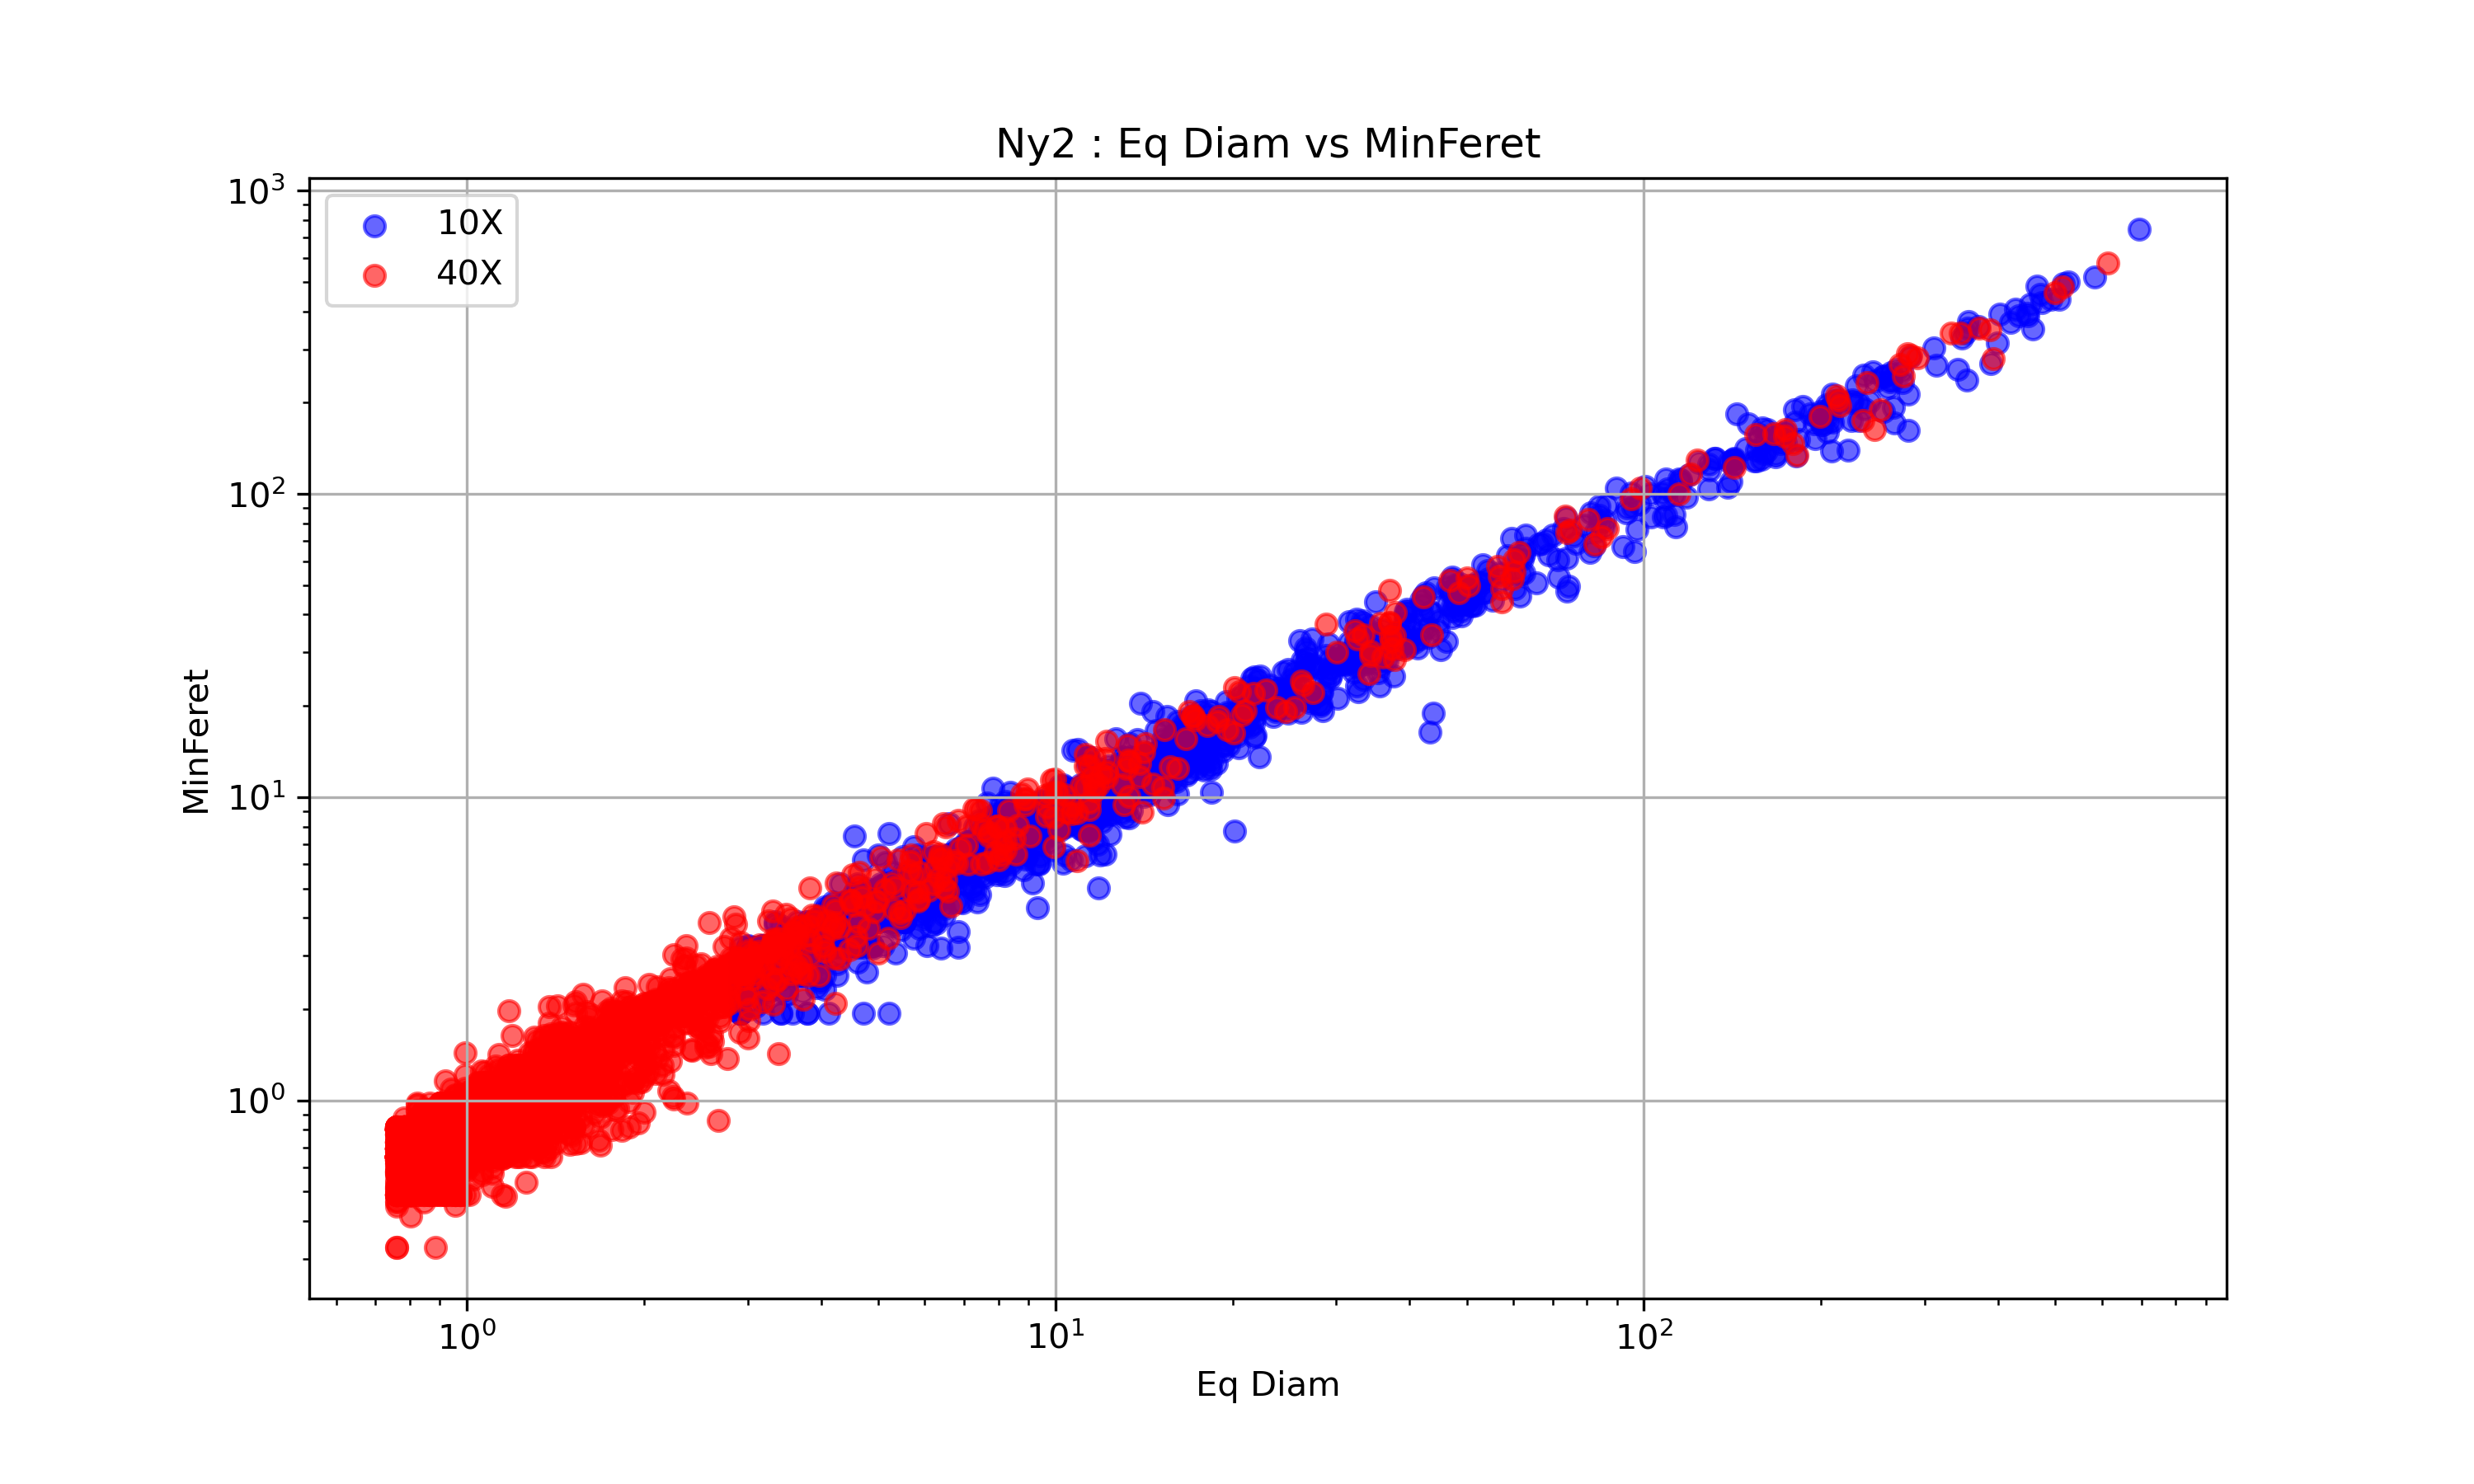 Ny2 : Eq Diam vs MinFeret
10X
40X
MinFeret
10³
10²
10¹
10⁰
10⁰ 10¹ 10²
Eq Diam